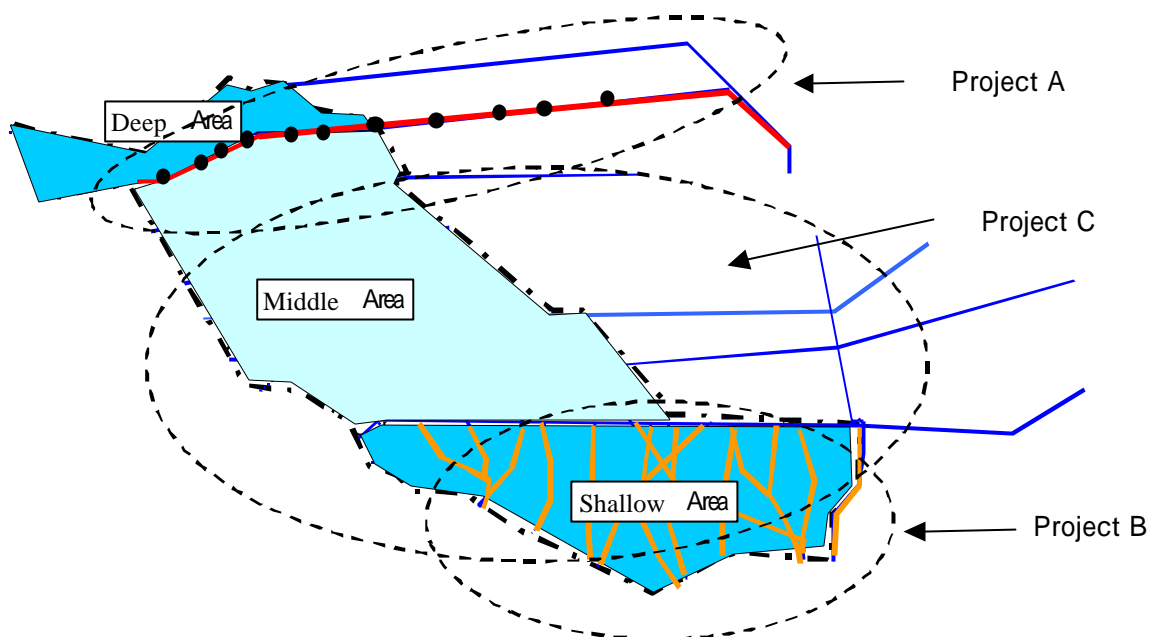 Project A
Deep Area
Project C
Middle Area
Shallow Area
Project B